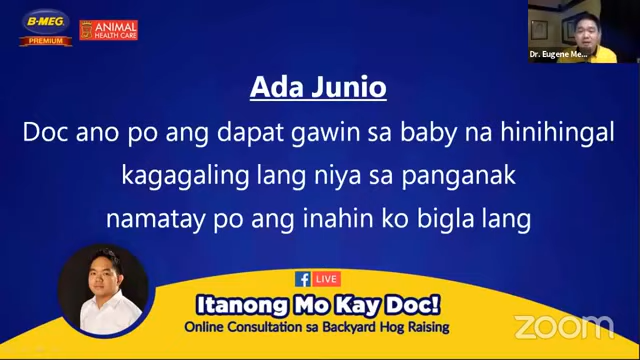 B-MEG
PREMIUM
ANIMAL
HEALTH CARE
Dr. Eugene Me...
Ada Junio
Doc ano po ang dapat gawin sa baby na hinihingal
kagagaling lang niya sa panganak
namatay po ang inahin ko bigla lang
f LIVE
Itanong Mo Kay Doc!
Online Consultation sa Backyard Hog Raising
zoom